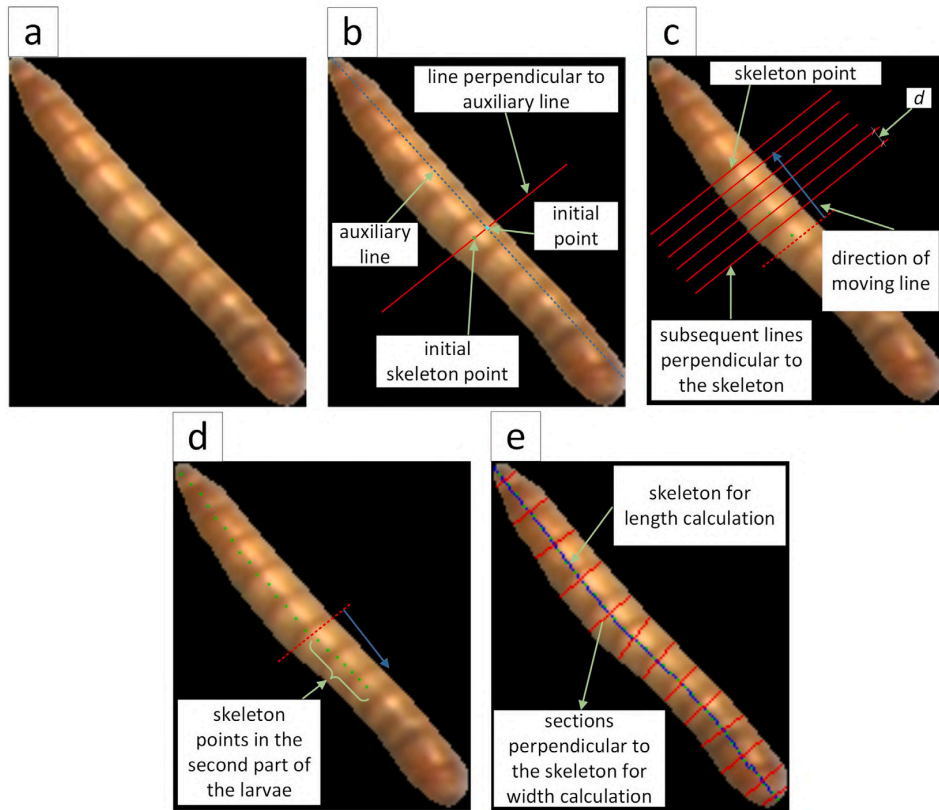 a
b
line perpendicular to
auxiliary line
auxiliary
line
initial
point
initial
skeleton point
c
skeleton point
d
direction of
moving line
subsequent lines
perpendicular to
the skeleton
d
skeleton
points in the
second part of
the larvae
e
skeleton for
length calculation
sections
perpendicular to
the skeleton for
width calculation